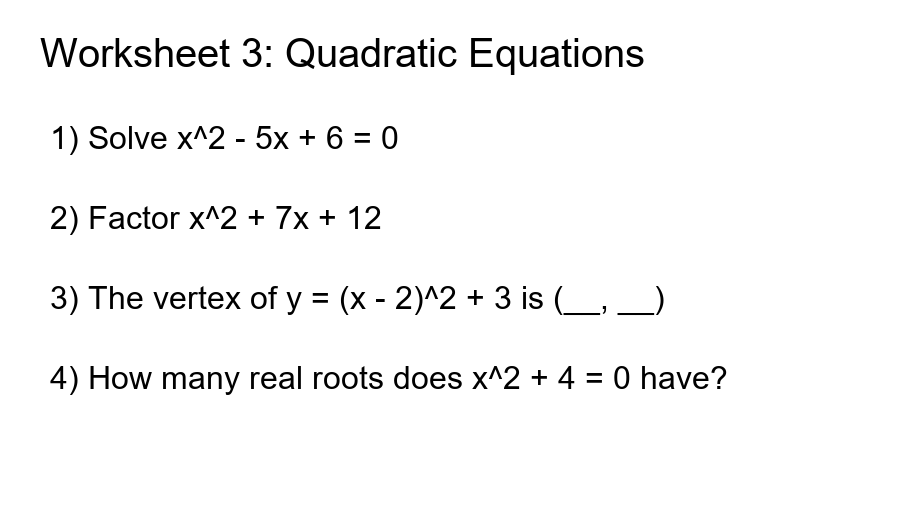 Worksheet 3: Quadratic Equations
1) Solve x^2 - 5x + 6 = 0
2) Factor x^2 + 7x + 12
3) The vertex of y = (x - 2)^2 + 3 is (__, __)
4) How many real roots does x^2 + 4 = 0 have?